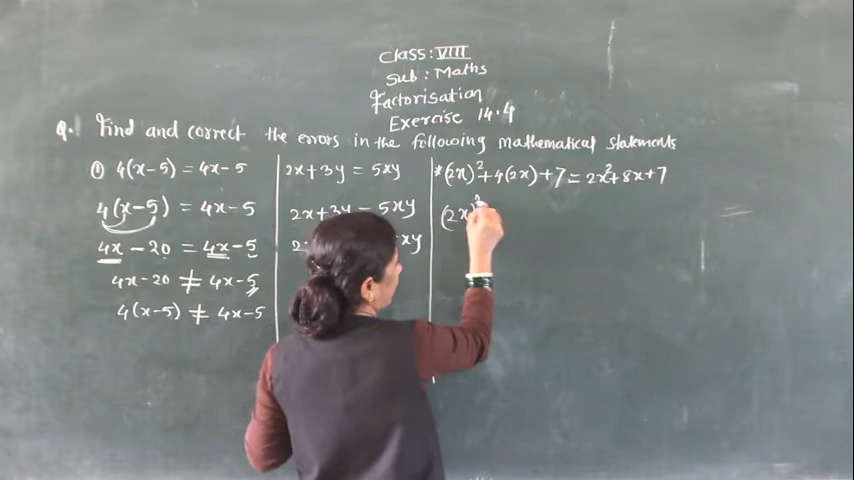 Class: VIII
Sub: Maths
Factorisation
Exercise 14.4
Q. Find and correct the errors in the following mathematical statements
① 4(x-5) = 4x-5
4(x-5) = 4x-5
4x - 20 = 4x-5
4x-20 ≠ 4x-5
4(x-5) ≠ 4x-5
2x+3y = 5xy
2x+3y = 5xy
2 xy
*(2x)²+4(2x)+7=2x²+8x+7
(2x)²